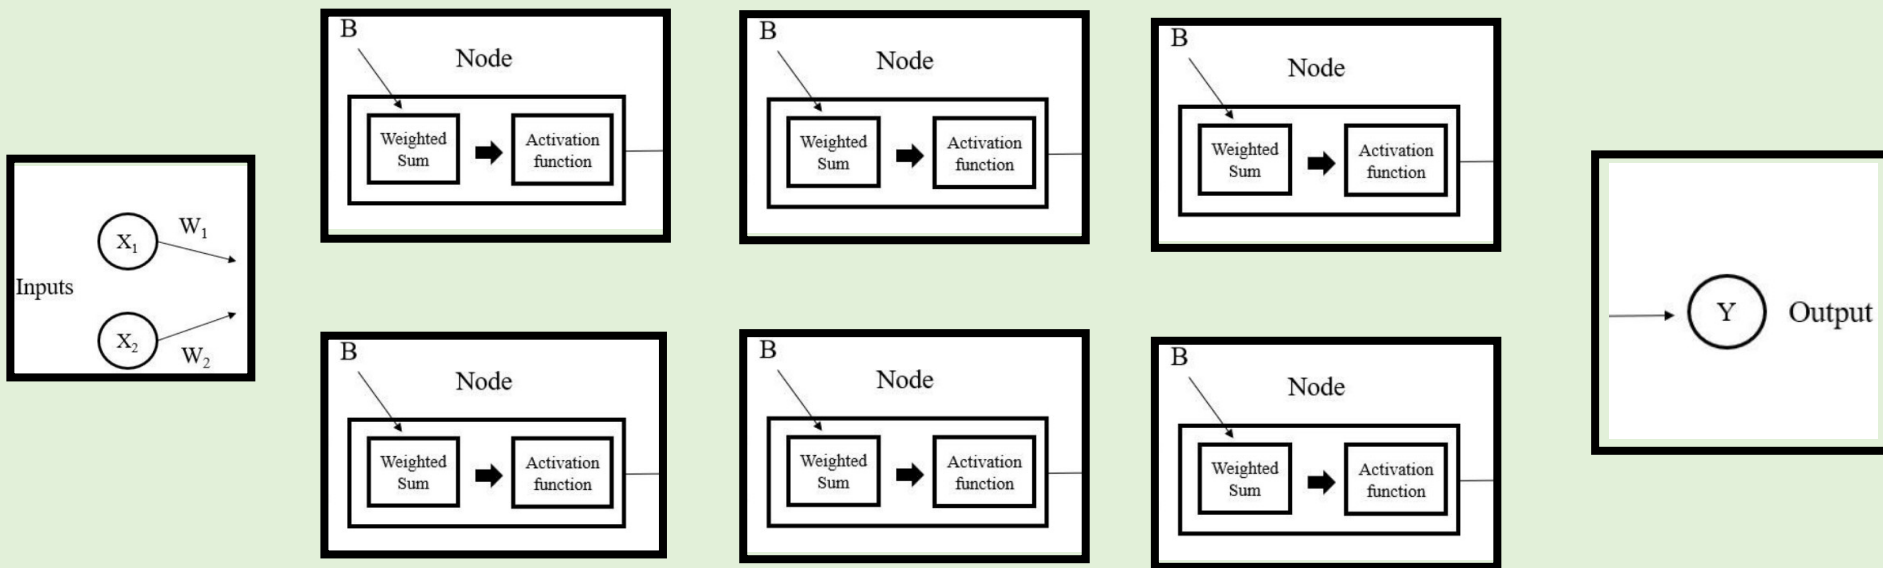 Inputs
X1
W1
X2
W2
B
Node
Weighted
Sum
Activation
function
B
Node
Weighted
Sum
Activation
function
B
Node
Weighted
Sum
Activation
function
B
Node
Weighted
Sum
Activation
function
B
Node
Weighted
Sum
Activation
function
B
Node
Weighted
Sum
Activation
function
Y
Output